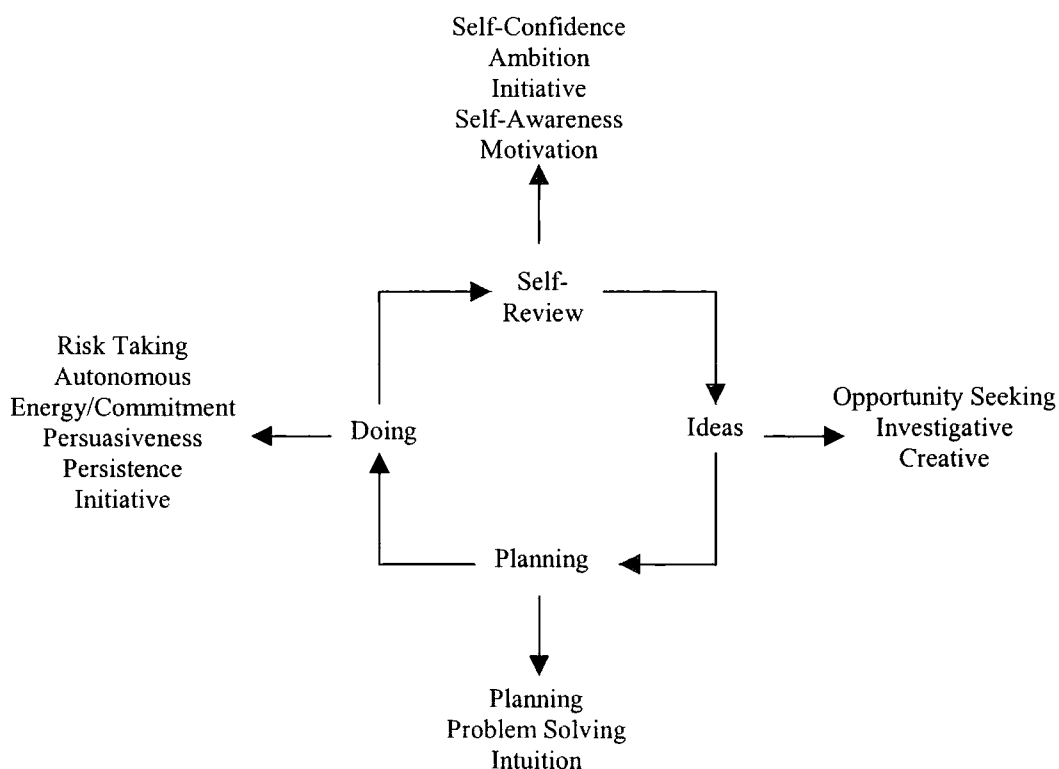 Self-Confidence
Ambition
Initiative
Self-Awareness
Motivation
Self-
Review
Risk Taking
Autonomous
Energy/Commitment
Persuasiveness
Persistence
Initiative
Doing
Ideas
Opportunity Seeking
Investigative
Creative
Planning
Planning
Problem Solving
Intuition